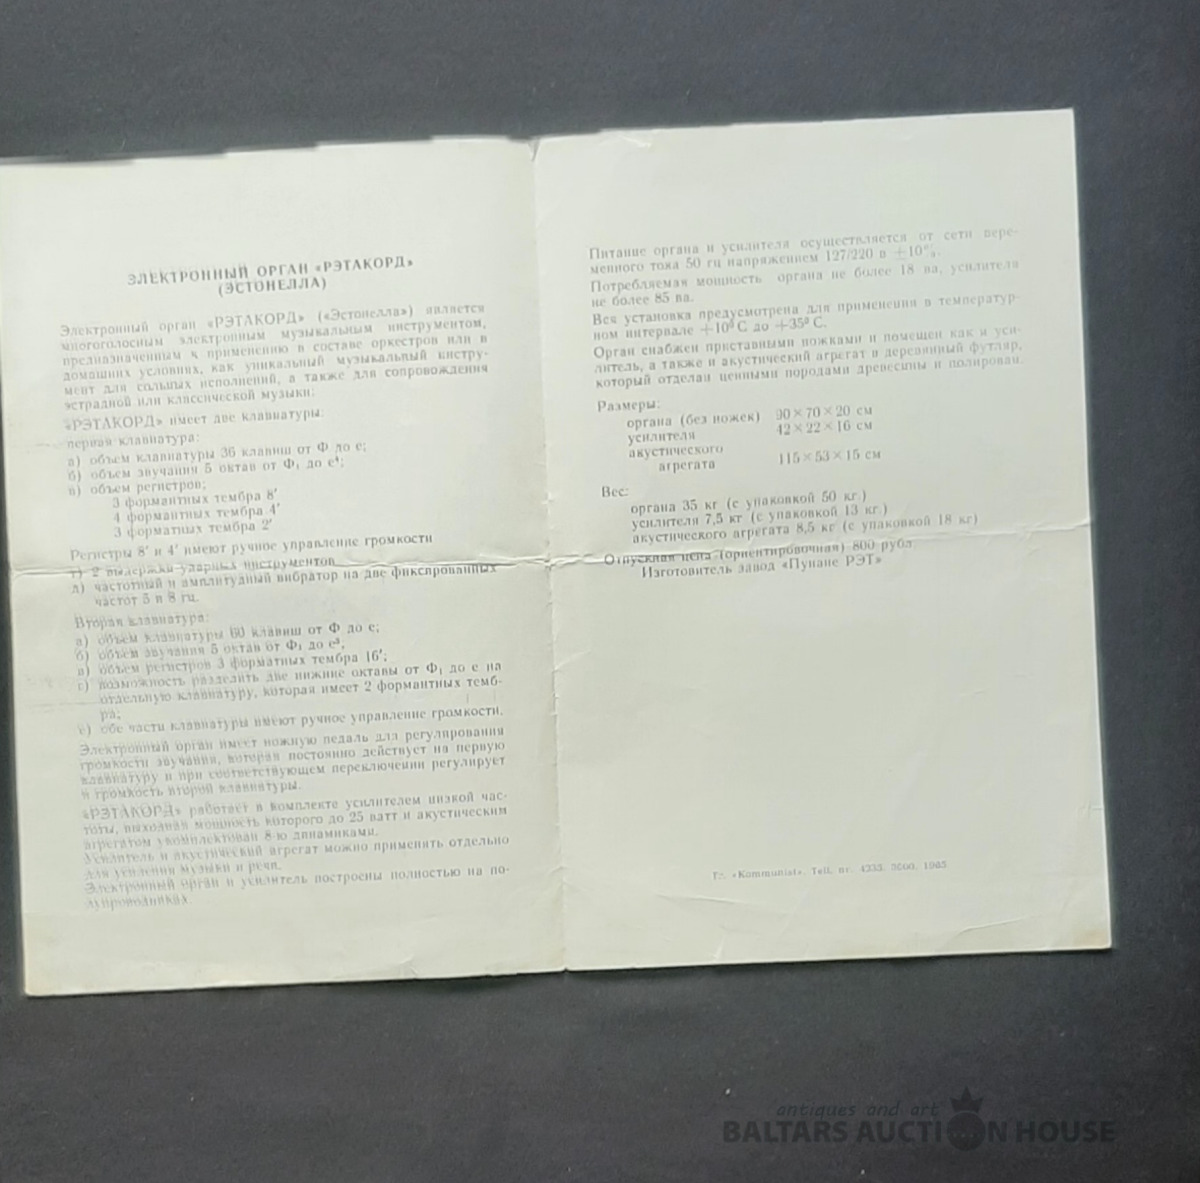 ЭЛЕКТРОННЫЙ ОРГАН «РЭТАКОРД»
(ЭСТОНЕЛЛА)
Электронный орган «РЭТАКОРД» («Эстонелла») является
многоголосным электронным музыкальным инструментом,
предназначенным к применению в составе оркестров или в
домашних условиях, как уникальный музыкальный инстру-
мент для сольных исполнений, а также для сопровождения
эстрадной или классической музыки.
«РЭТАКОРД» имеет две клавиатуры:
первая клавиатура:
а) объем клавиатуры 36 клавиш от Ф до е;
б) объем звучания 5 октав от Ф₁ до е⁴;
в) объем регистров;
3 формантных тембра 8′
4 формантных тембра 4′
3 форматных тембра 2′
Регистры 8′ и 4′ имеют ручное управление громкости
г) 2 выдержки ударных инструментов
д) частотный и амплитудный вибратор на две фиксированных
частот 5 и 8 гц.
Вторая клавиатура:
а) объем клавиатуры 60 клавиш от Ф до е;
б) объем звучания 5 октав от Ф₁ до е³,
в) объем регистров 3 форматных тембра 16′;
г) возможность разделить две нижние октавы от Ф₁ до е на
отдельную клавиатуру, которая имеет 2 формантных темб-
ра;
е) обе части клавиатуры имеют ручное управление громкости.
Электронный орган имеет ножную педаль для регулирования
громкости звучания, которая постоянно действует на первую
клавиатуру и при соответствующем переключении регулирует
и громкость второй клавиатуры.
«РЭТАКОРД» работает в комплекте усилителем низкой час-
тоты, выходная мощность которого до 25 ватт и акустическим
агрегатом укомплектован 8-ю динамиками.
Усилитель и акустический агрегат можно применять отдельно
для усиления музыки и речи.
Электронный орган и усилитель построены полностью на по-
лупроводниках.
Питание органа и усилителя осуществляется от сети пере-
менного тока 50 гц напряжением 127/220 в ±10%.
Потребляемая мощность органа не более 18 ва, усилителя
не более 85 ва.
Вся установка предусмотрена для применения в температур-
ном интервале +10° С до +35° С.
Орган снабжен приставными ножками и помещен как и уси-
литель, а также и акустический агрегат в деревянный футляр,
который отделан ценными породами древесины и полирован.
Размеры:
органа (без ножек) 90×70×20 см
усилителя 42×22×16 см
акустического
агрегата 115×53×15 см
Вес:
органа 35 кг (с упаковкой 50 кг)
усилителя 7,5 кг (с упаковкой 13 кг.)
акустического агрегата 8,5 кг (с упаковкой 18 кг)
Отпускная цена (ориентировочная) 800 рубл.
Изготовитель завод «Пунане РЭТ»
«Kommunist». Tell. nr. 4233. 3000. 1965
antiques and art
BALTARS AUCTION HOUSE